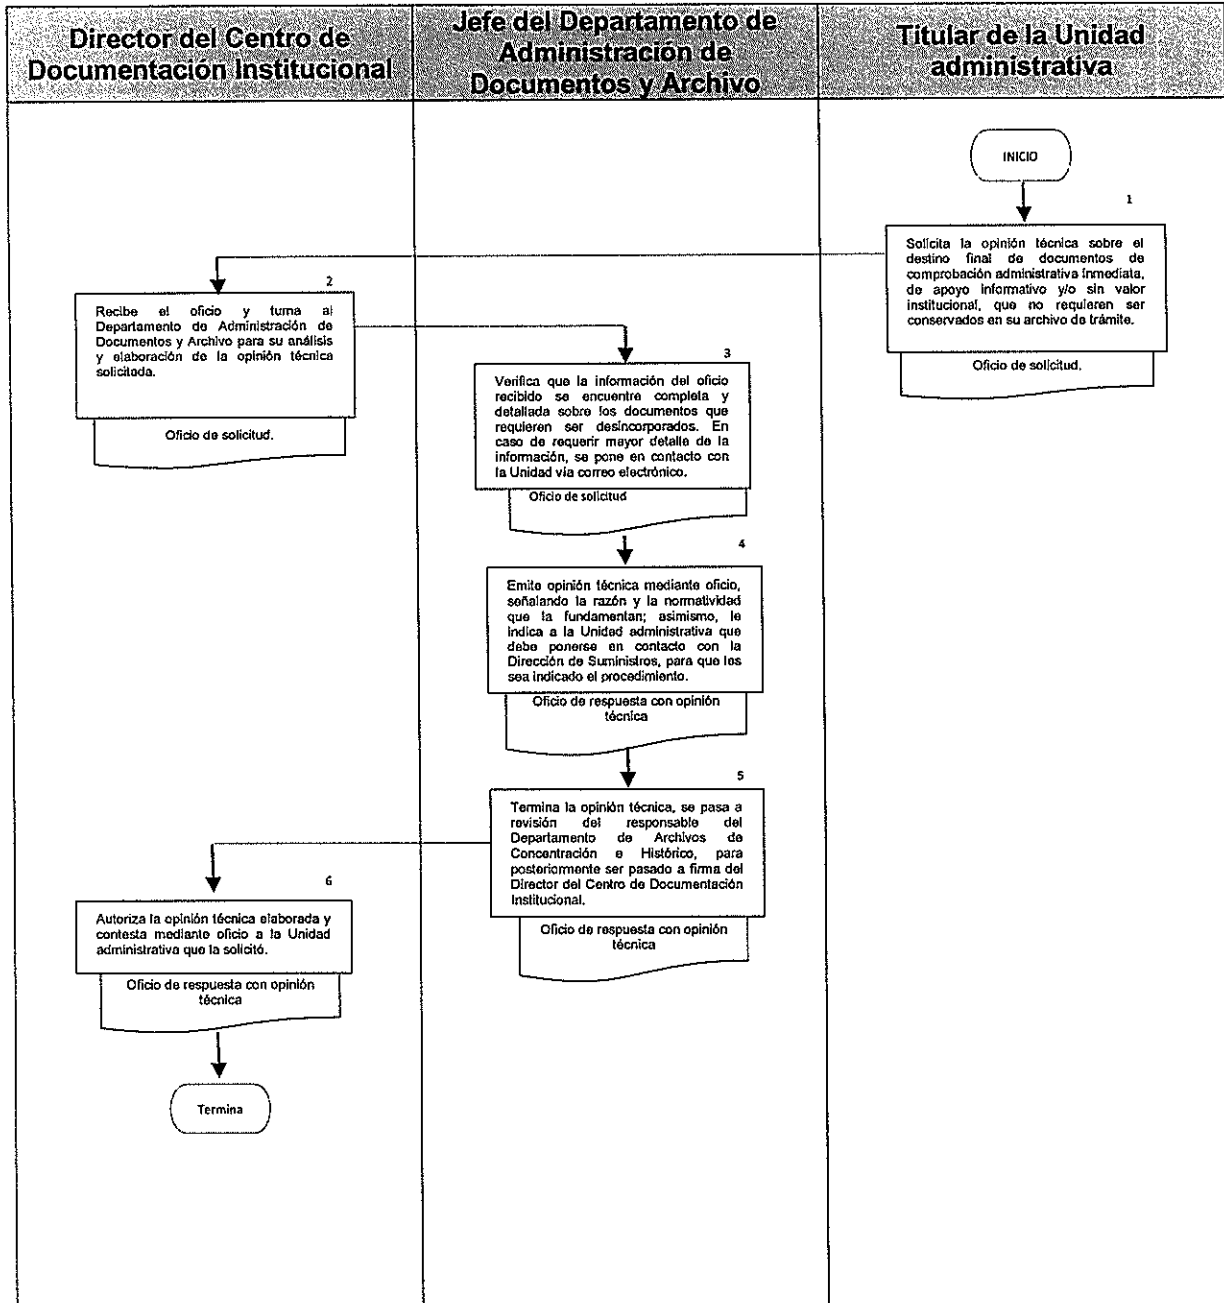 Director del Centro de
Documentación Institucional
Jefe del Departamento de
Administración de
Documentos y Archivo
Titular de la Unidad
administrativa
INICIO
1
Solicita la opinión técnica sobre el
destino final de documentos de
comprobación administrativa inmediata,
de apoyo informativo y/o sin valor
institucional, que no requieren ser
conservados en su archivo de trámite.
Oficio de solicitud.
2
Recibe el oficio y turna al
Departamento de Administración de
Documentos y Archivo para su análisis
y elaboración de la opinión técnica
solicitada.
Oficio de solicitud.
3
Verifica que la información del oficio
recibido se encuentre completa y
detallada sobre los documentos que
requieren ser desincorporados. En
caso de requerir mayor detalle de la
información, se pone en contacto con
la Unidad vía correo electrónico.
Oficio de solicitud
4
Emite opinión técnica mediante oficio,
señalando la razón y la normatividad
que la fundamentan; asimismo, le
indica a la Unidad administrativa que
debe ponerse en contacto con la
Dirección de Suministros, para que les
sea indicado el procedimiento.
Oficio de respuesta con opinión
técnica
5
Termina la opinión técnica, se pasa a
revisión del responsable del
Departamento de Archivos de
Concentración e Histórico, para
posteriormente ser pasado a firma del
Director del Centro de Documentación
Institucional.
Oficio de respuesta con opinión
técnica
6
Autoriza la opinión técnica elaborada y
contesta mediante oficio a la Unidad
administrativa que la solicitó.
Oficio de respuesta con opinión
técnica
Termina